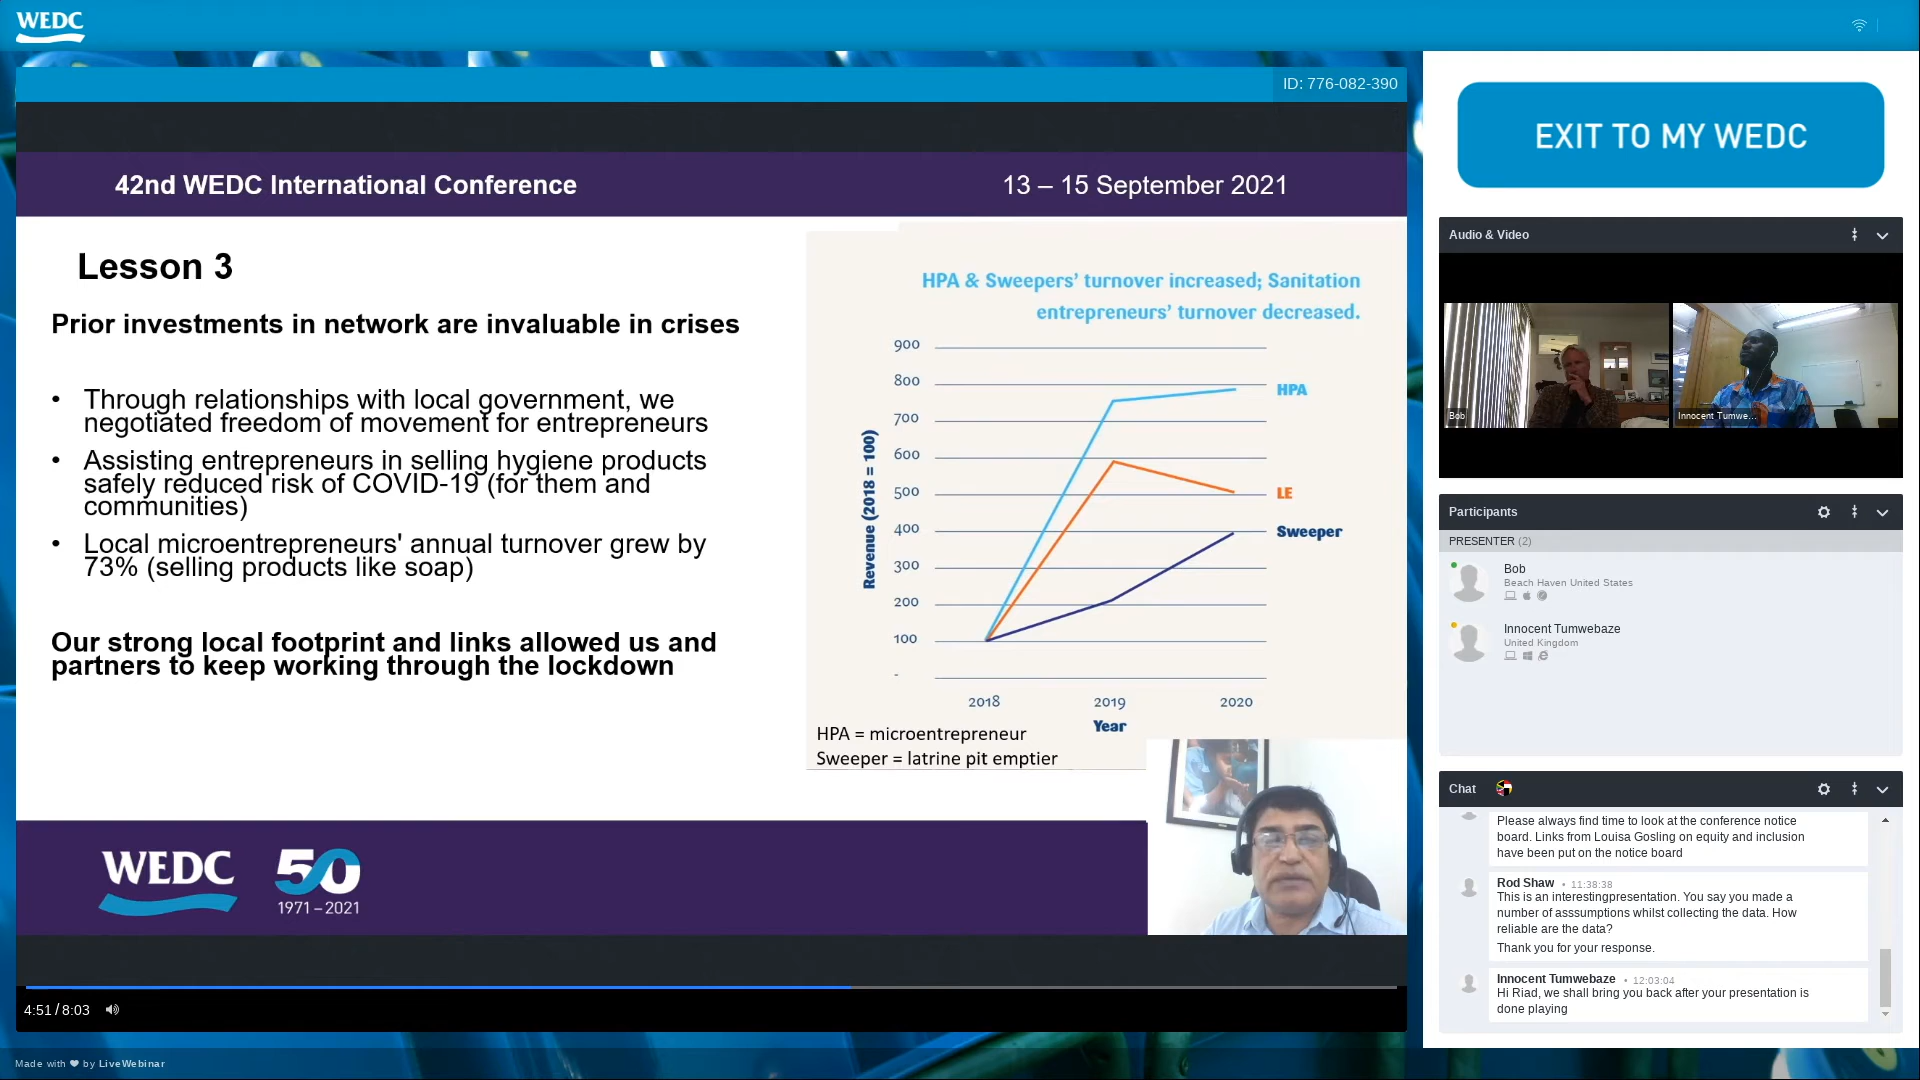 WEDC
ID: 776-082-390
42nd WEDC International Conference
13 – 15 September 2021
Lesson 3
Prior investments in network are invaluable in crises
• Through relationships with local government, we
negotiated freedom of movement for entrepreneurs
• Assisting entrepreneurs in selling hygiene products
safely reduced risk of COVID-19 (for them and
communities)
• Local microentrepreneurs' annual turnover grew by
73% (selling products like soap)
Our strong local footprint and links allowed us and
partners to keep working through the lockdown
HPA & Sweepers' turnover increased; Sanitation
entrepreneurs' turnover decreased.
Revenue (2018 = 100)
900
800
700
600
500
400
300
200
100
-
HPA
LE
Sweeper
2018
2019
2020
Year
HPA = microentrepreneur
Sweeper = latrine pit emptier
WEDC
50
1971 – 2021
4:51 / 8:03
Made with ❤ by LiveWebinar
EXIT TO MY WEDC
Audio & Video
Bob
Innocent Tumwe...
Participants
PRESENTER (2)
Bob
Beach Haven United States
Innocent Tumwebaze
United Kingdom
Chat
Please always find time to look at the conference notice
board. Links from Louisa Gosling on equity and inclusion
have been put on the notice board
Rod Shaw • 11:38:38
This is an interestingpresentation. You say you made a
number of asssumptions whilst collecting the data. How
reliable are the data?
Thank you for your response.
Innocent Tumwebaze • 12:03:04
Hi Riad, we shall bring you back after your presentation is
done playing